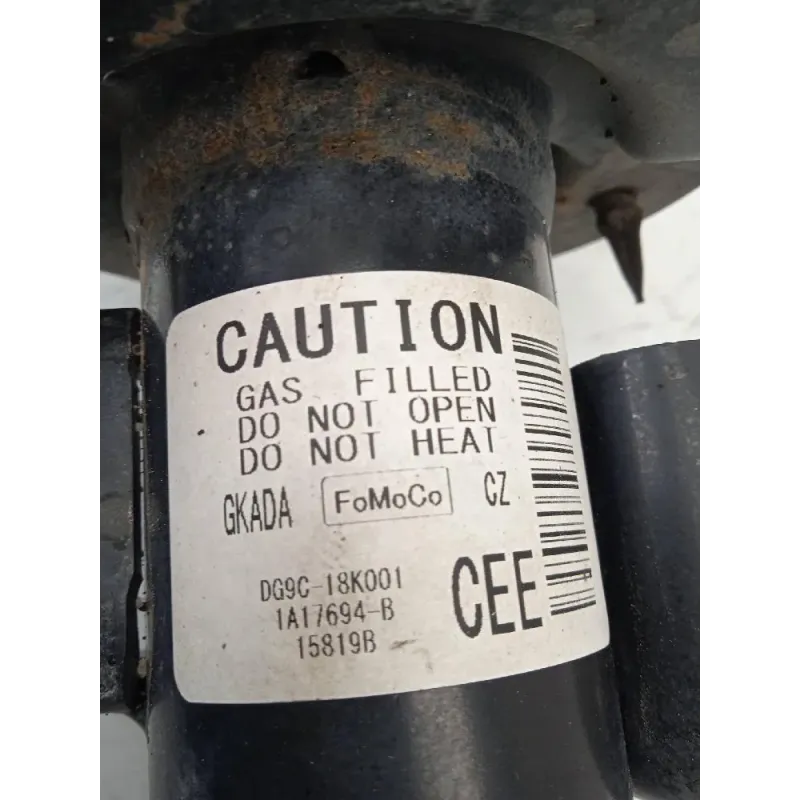 CAUTION
GAS FILLED
DO NOT OPEN
DO NOT HEAT
GKADA FoMoCo CZ
DG9C-18K001
1A17694-B
15819B
CEE